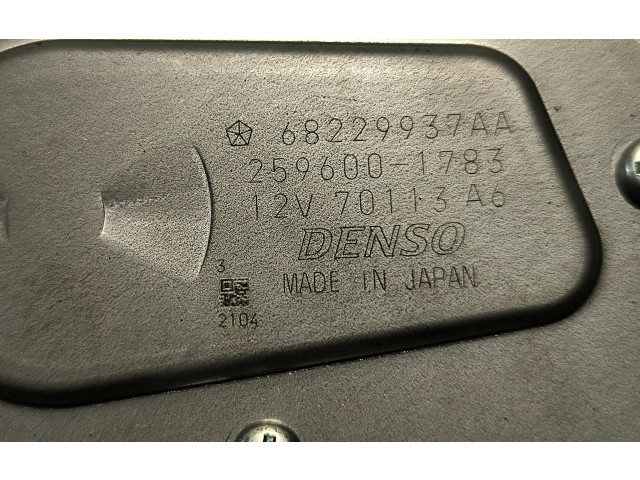 68229937AA
259600-1783
12V 70113 A6
DENSO
MADE IN JAPAN
3
2104